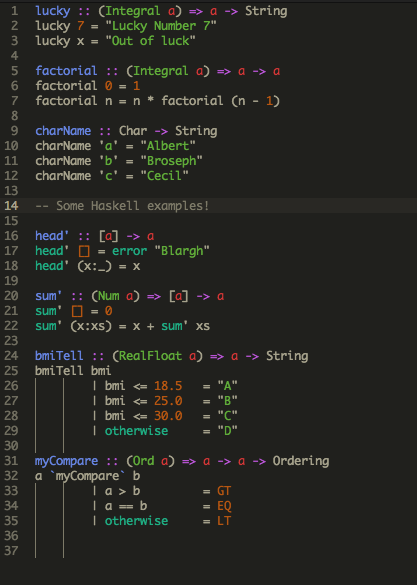 1 lucky :: (Integral a) => a -> String
2 lucky 7 = "Lucky Number 7"
3 lucky x = "Out of luck"
4
5 factorial :: (Integral a) => a -> a
6 factorial 0 = 1
7 factorial n = n * factorial (n - 1)
8
9 charName :: Char -> String
10 charName 'a' = "Albert"
11 charName 'b' = "Broseph"
12 charName 'c' = "Cecil"
13
14 -- Some Haskell examples!
15
16 head' :: [a] -> a
17 head' [] = error "Blargh"
18 head' (x:_) = x
19
20 sum' :: (Num a) => [a] -> a
21 sum' [] = 0
22 sum' (x:xs) = x + sum' xs
23
24 bmiTell :: (RealFloat a) => a -> String
25 bmiTell bmi
26 | bmi <= 18.5 = "A"
27 | bmi <= 25.0 = "B"
28 | bmi <= 30.0 = "C"
29 | otherwise = "D"
30
31 myCompare :: (Ord a) => a -> a -> Ordering
32 a `myCompare` b
33 | a > b = GT
34 | a == b = EQ
35 | otherwise = LT
36
37